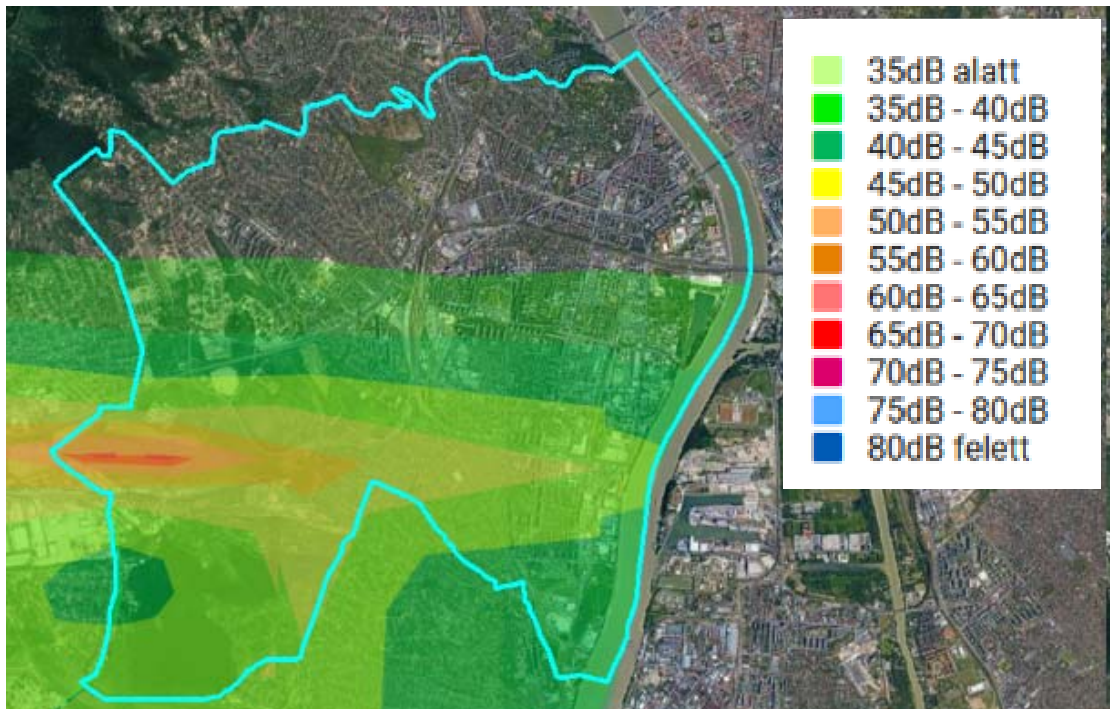 35dB alatt
35dB - 40dB
40dB - 45dB
45dB - 50dB
50dB - 55dB
55dB - 60dB
60dB - 65dB
65dB - 70dB
70dB - 75dB
75dB - 80dB
80dB felett